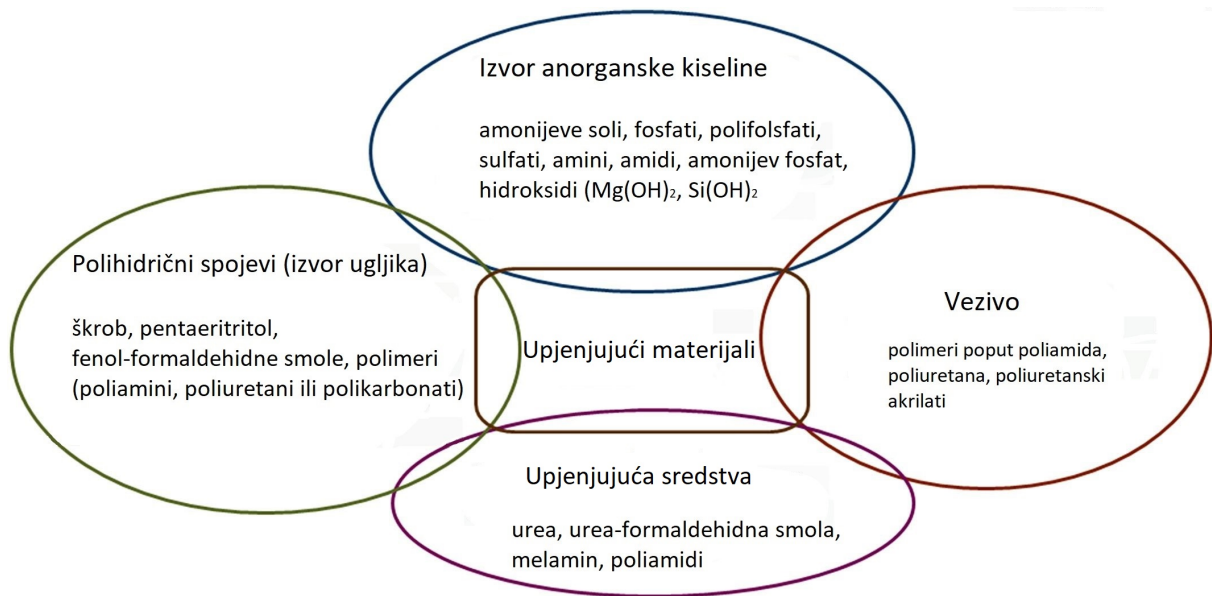 Izvor anorganske kiseline
amonijeve soli, fosfati, polifolsfati,
sulfati, amini, amidi, amonijev fosfat,
hidroksidi (Mg(OH)₂, Si(OH)₂
Polihidrični spojevi (izvor ugljika)
škrob, pentaeritritol,
fenol-formaldehidne smole, polimeri
(poliamini, poliuretani ili polikarbonati)
Upjenjujući materijali
Vezivo
polimeri poput poliamida,
poliuretana, poliuretanski
akrilati
Upjenjujuća sredstva
urea, urea-formaldehidna smola,
melamin, poliamidi